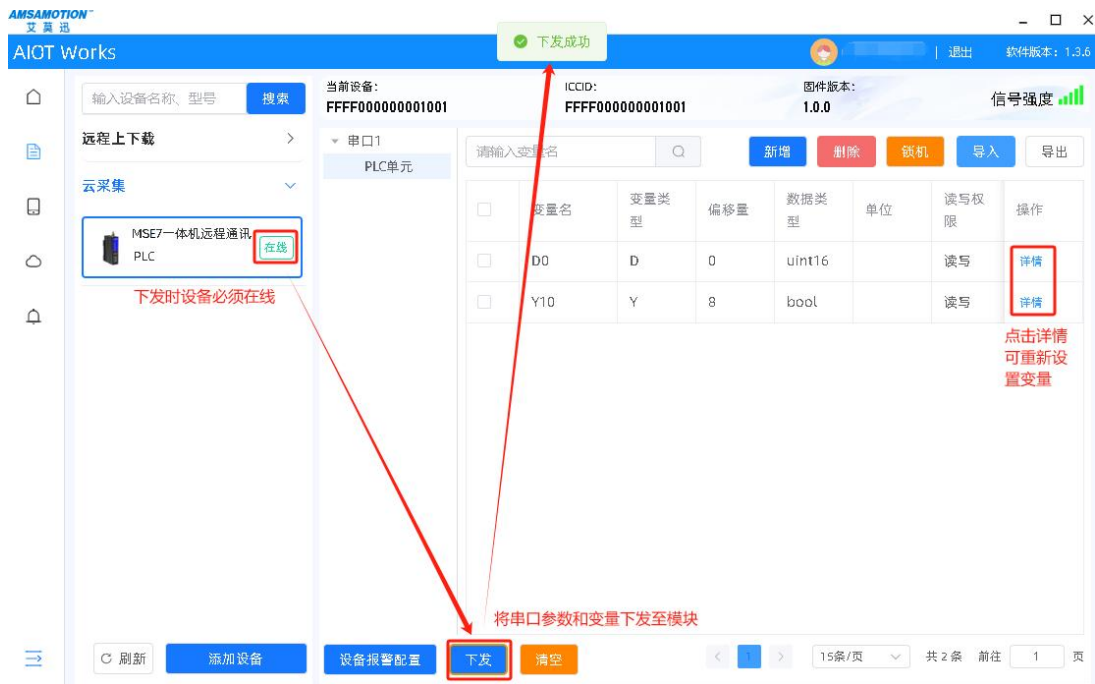 AMSAMOTION
艾莫迅
下发成功
AIOT Works
退出
软件版本: 1.3.6
输入设备名称、型号
搜索
当前设备:
FFFF000000001001
ICCID:
FFFF000000001001
固件版本:
1.0.0
信号强度
远程上下载
云采集
MSE7一体机远程通讯
PLC
在线
下发时设备必须在线
串口1
PLC单元
请输入变量名
新增
删除
锁机
导入
导出
变量名
变量类型
偏移量
数据类型
单位
读写权限
操作
D0
D
0
uint16
读写
详情
Y10
Y
8
bool
读写
详情
点击详情
可重新设
置变量
将串口参数和变量下发至模块
刷新
添加设备
设备报警配置
下发
清空
1
15条/页
共 2 条
前往
1
页